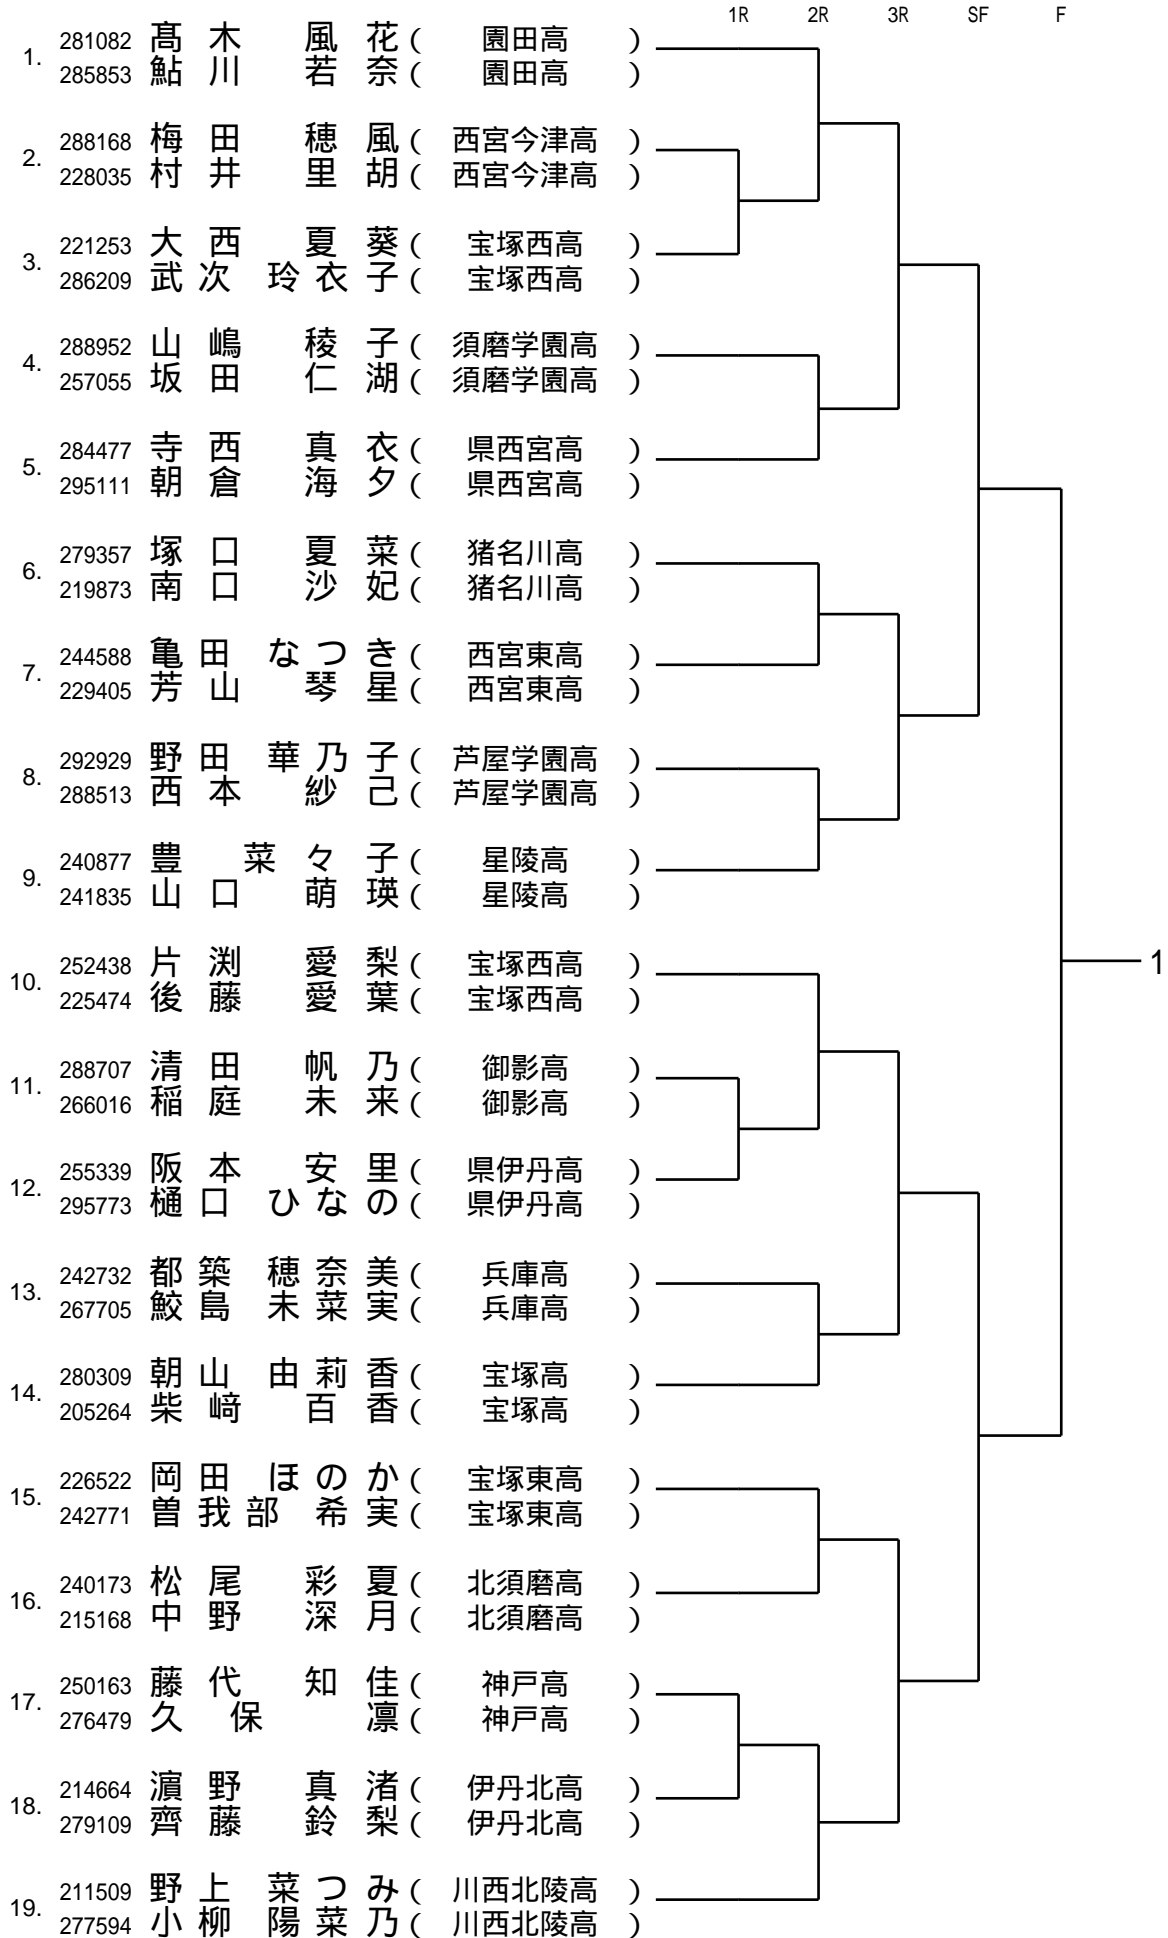 1R 2R 3R SF F
1. 281082 髙木 風花 ( 園田高 )
285853 鮎川 若奈 ( 園田高 )
2. 288168 梅田 穂風 ( 西宮今津高 )
228035 村井 里胡 ( 西宮今津高 )
3. 221253 大西 夏葵 ( 宝塚西高 )
286209 武次 玲衣子 ( 宝塚西高 )
4. 288952 山嶋 稜子 ( 須磨学園高 )
257055 坂田 仁湖 ( 須磨学園高 )
5. 284477 寺西 真衣 ( 県西宮高 )
295111 朝倉 海夕 ( 県西宮高 )
6. 279357 塚口 夏菜 ( 猪名川高 )
219873 南口 沙妃 ( 猪名川高 )
7. 244588 亀田 なつき ( 西宮東高 )
229405 芳山 琴星 ( 西宮東高 )
8. 292929 野田 華乃子 ( 芦屋学園高 )
288513 西本 紗己 ( 芦屋学園高 )
9. 240877 豊 菜々子 ( 星陵高 )
241835 山口 萌瑛 ( 星陵高 )
10. 252438 片渕 愛梨 ( 宝塚西高 )
225474 後藤 愛葉 ( 宝塚西高 )
1
11. 288707 清田 帆乃 ( 御影高 )
266016 稲庭 未来 ( 御影高 )
12. 255339 阪本 安里 ( 県伊丹高 )
295773 樋口 ひなの ( 県伊丹高 )
13. 242732 都築 穂奈美 ( 兵庫高 )
267705 鮫島 未菜実 ( 兵庫高 )
14. 280309 朝山 由莉香 ( 宝塚高 )
205264 柴﨑 百香 ( 宝塚高 )
15. 226522 岡田 ほのか ( 宝塚東高 )
242771 曽我部 希実 ( 宝塚東高 )
16. 240173 松尾 彩夏 ( 北須磨高 )
215168 中野 深月 ( 北須磨高 )
17. 250163 藤代 知佳 ( 神戸高 )
276479 久保 凛 ( 神戸高 )
18. 214664 濵野 真渚 ( 伊丹北高 )
279109 齊藤 鈴梨 ( 伊丹北高 )
19. 211509 野上 菜つみ ( 川西北陵高 )
277594 小柳 陽菜乃 ( 川西北陵高 )